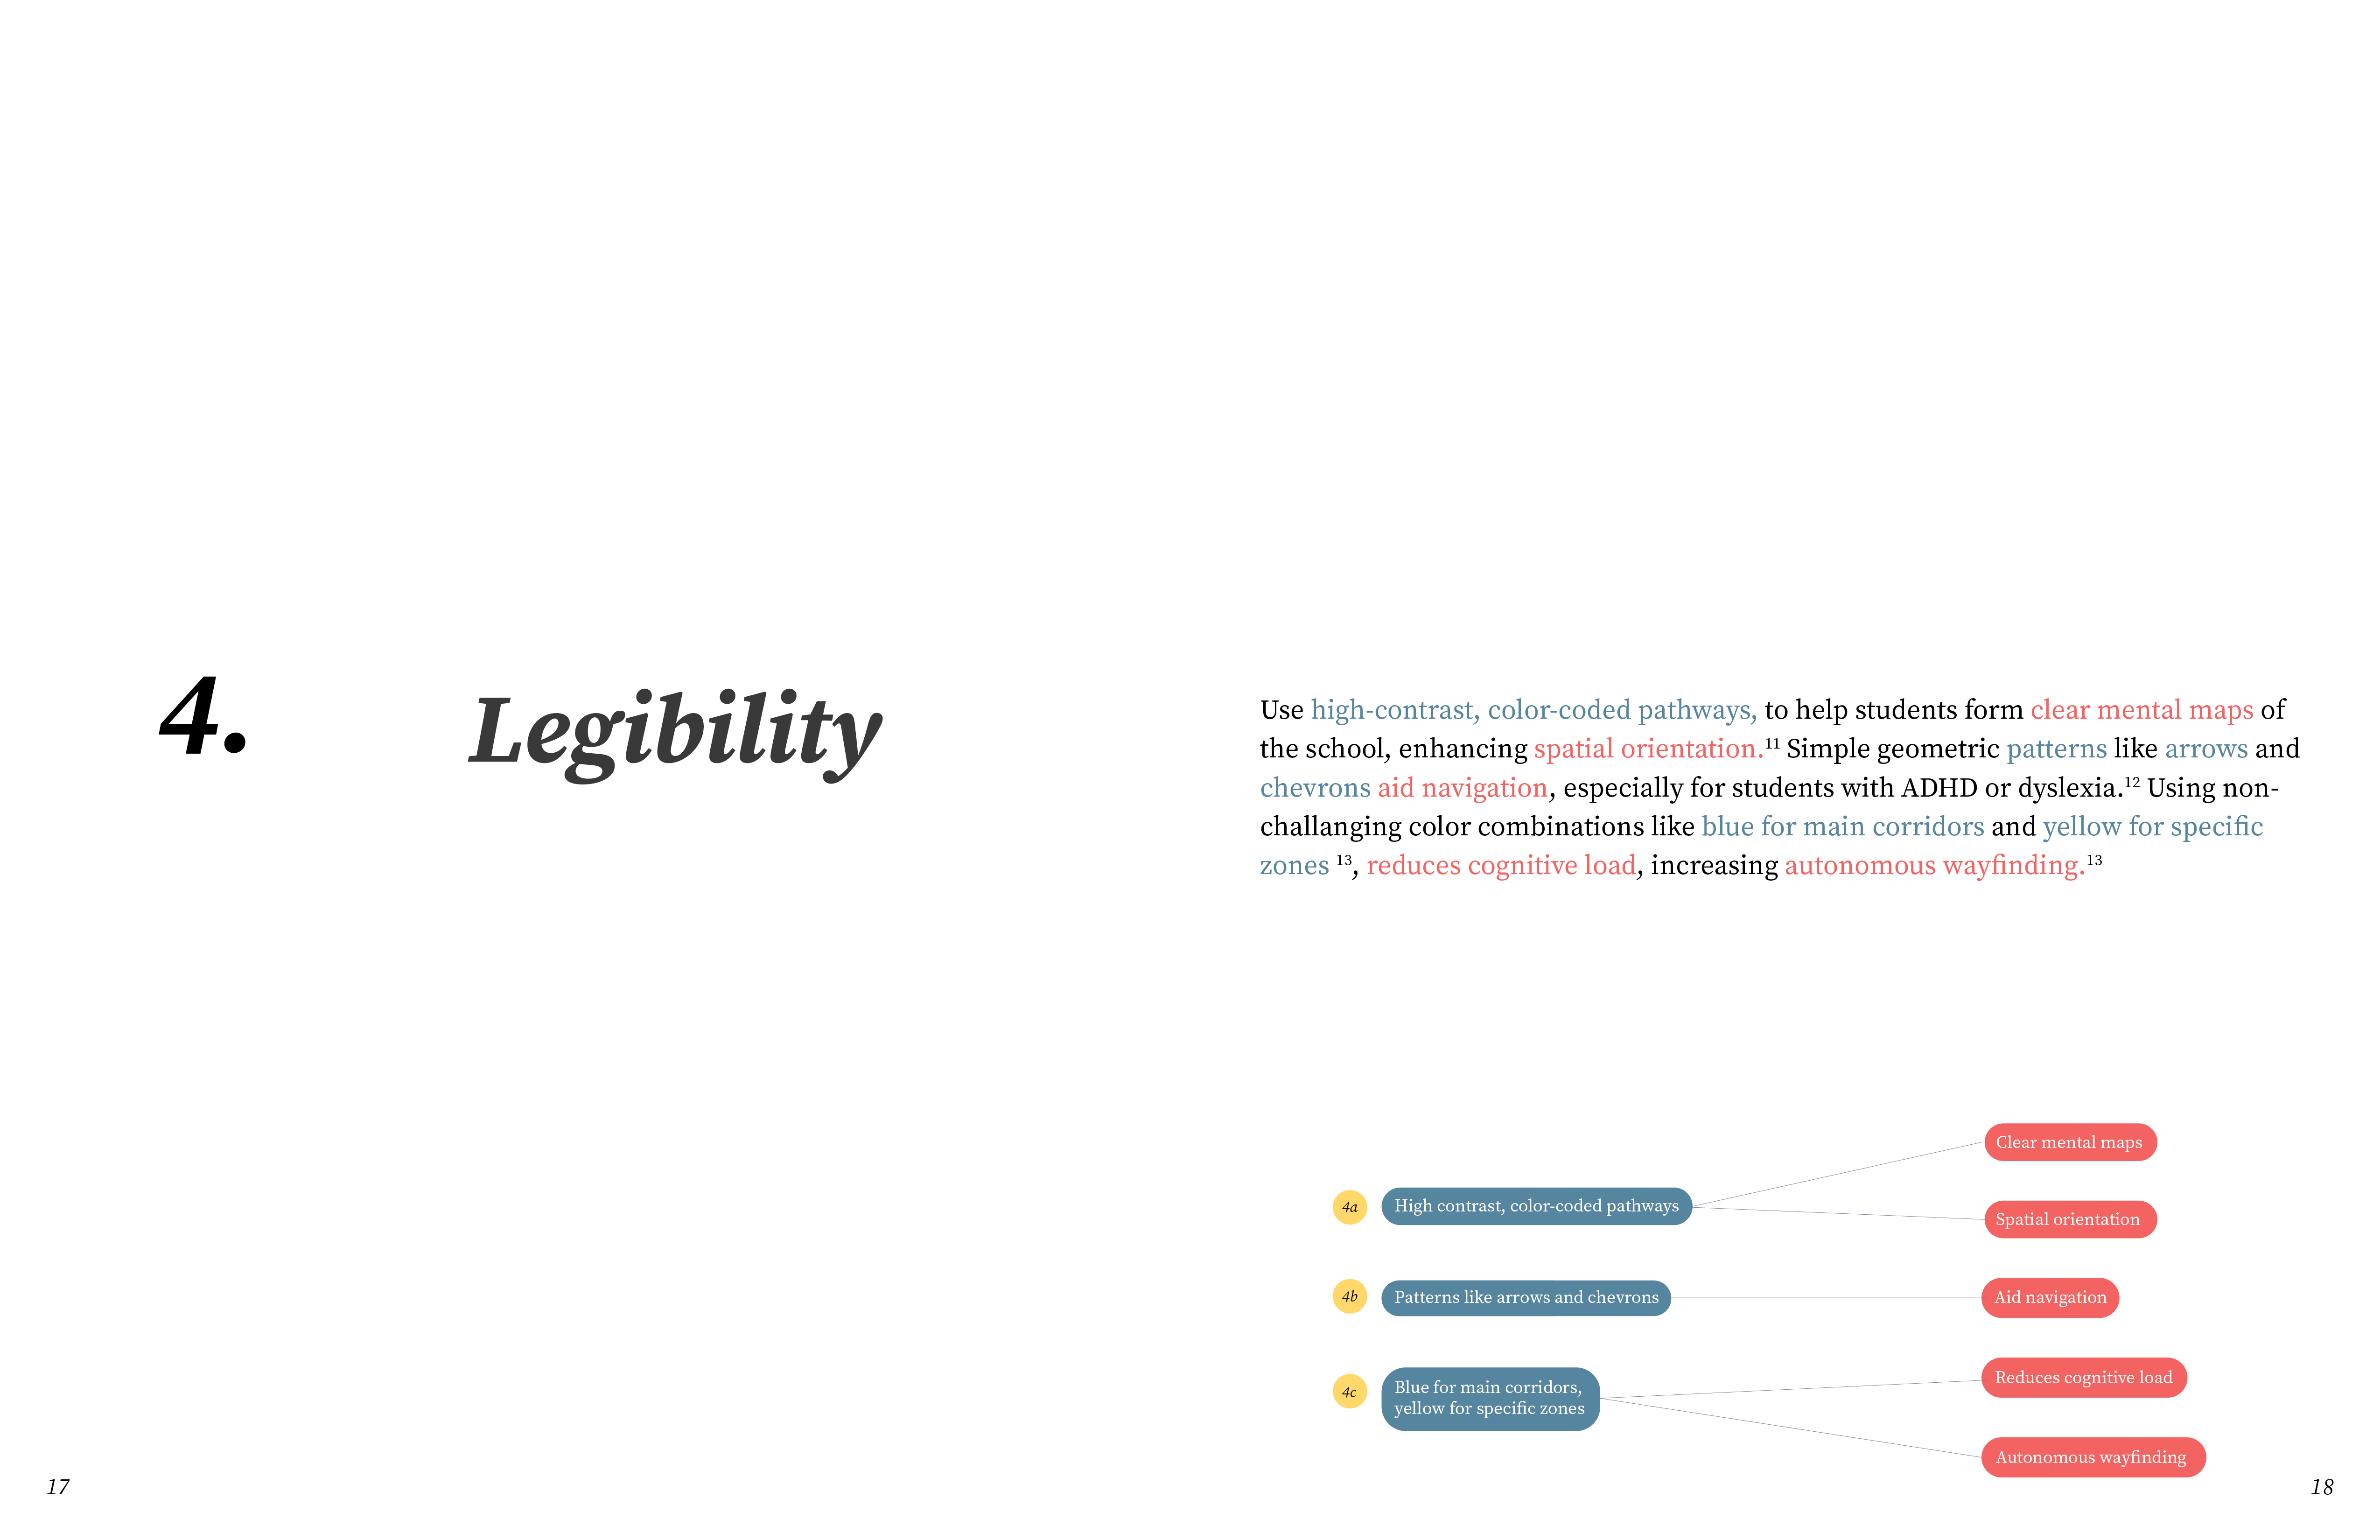 4.
Legibility
Use high-contrast, color-coded pathways, to help students form clear mental maps of
the school, enhancing spatial orientation.11 Simple geometric patterns like arrows and
chevrons aid navigation, especially for students with ADHD or dyslexia.12 Using non-
challanging color combinations like blue for main corridors and yellow for specific
zones 13, reduces cognitive load, increasing autonomous wayfinding.13
Clear mental maps
4a
High contrast, color-coded pathways
Spatial orientation
4b
Patterns like arrows and chevrons
Aid navigation
4c
Blue for main corridors,
yellow for specific zones
Reduces cognitive load
Autonomous wayfinding
17
18